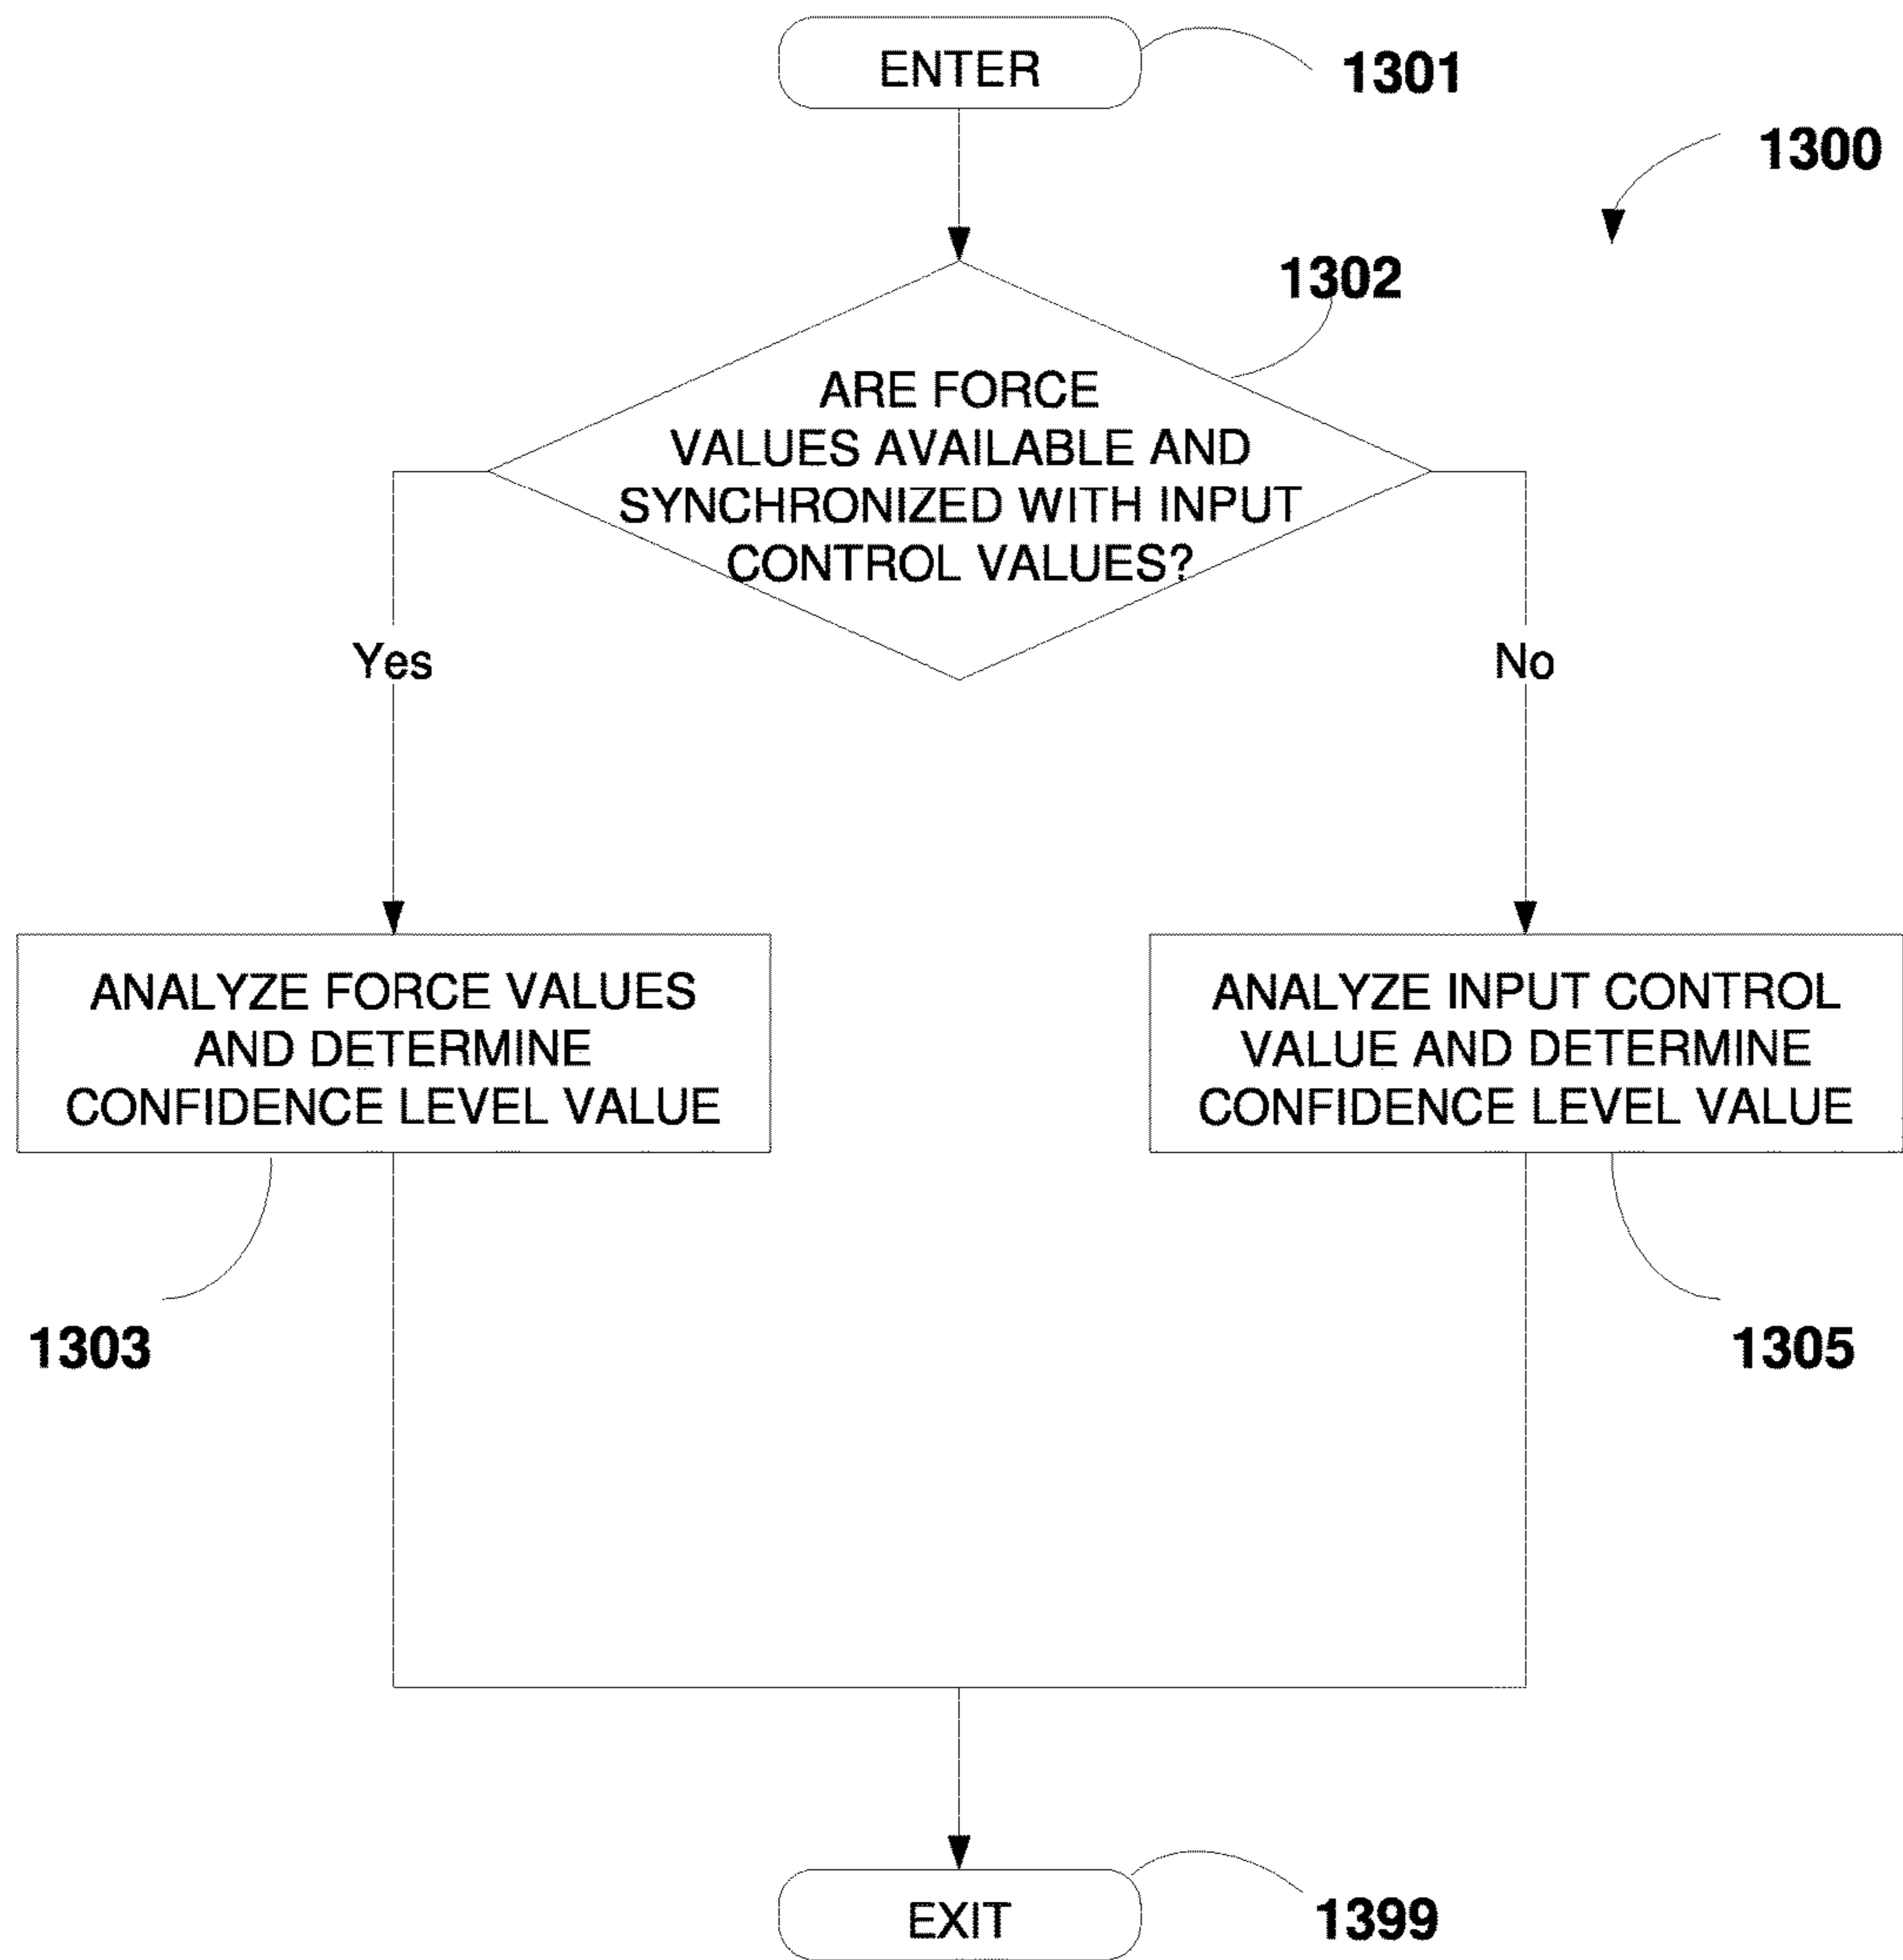 ENTER
1301
1300
1302
ARE FORCE
VALUES AVAILABLE AND
SYNCHRONIZED WITH INPUT
CONTROL VALUES?
Yes
No
ANALYZE FORCE VALUES
AND DETERMINE
CONFIDENCE LEVEL VALUE
ANALYZE INPUT CONTROL
VALUE AND DETERMINE
CONFIDENCE LEVEL VALUE
1303
1305
EXIT
1399